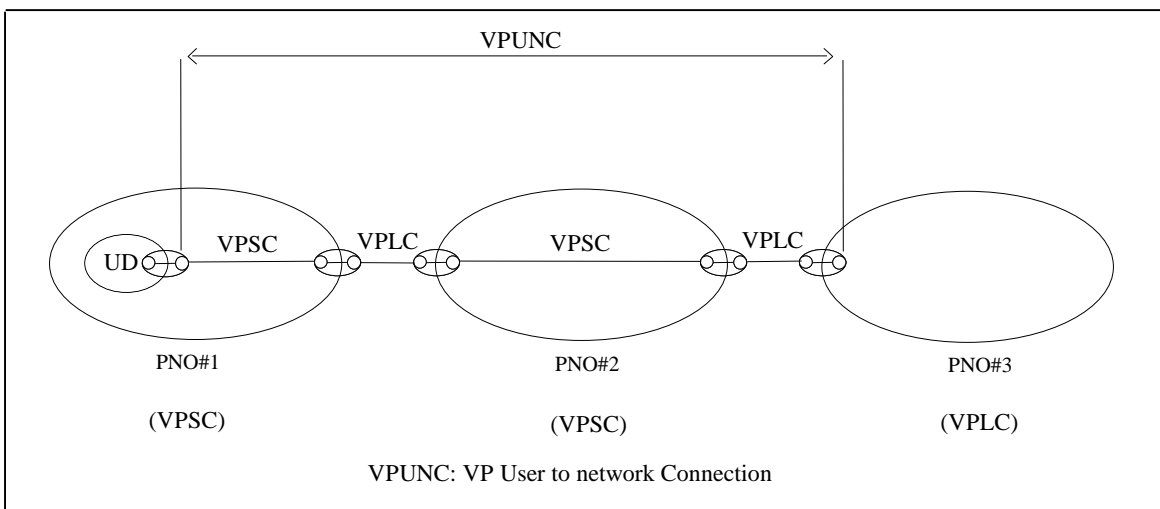 VPUNC
VPSC VPLC VPSC VPLC
UD
PNO#1 PNO#2 PNO#3
(VPSC) (VPSC) (VPLC)
VPUNC: VP User to network Connection